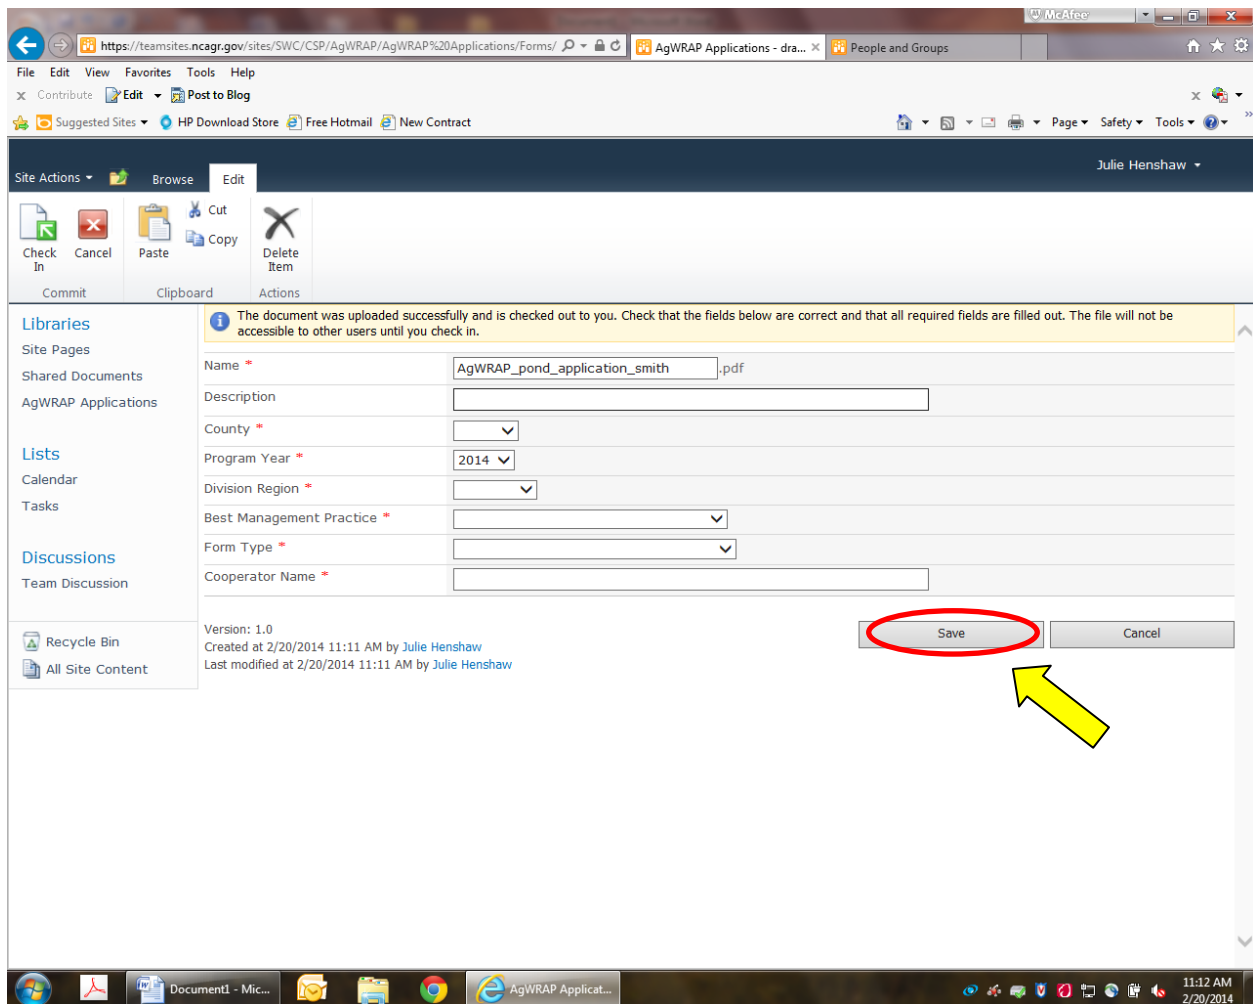 McAfee
https://teamsites.ncagr.gov/sites/SWC/CSP/AgWRAP/AgWRAP%20Applications/Forms/
AgWRAP Applications - dra...
People and Groups
File Edit View Favorites Tools Help
x Contribute Edit Post to Blog x
Suggested Sites HP Download Store Free Hotmail New Contract Page Safety Tools »
Julie Henshaw
Site Actions Browse Edit
Check In
Cancel
Paste
Cut
Copy
Delete Item
Commit Clipboard Actions
Libraries
Site Pages
Shared Documents
AgWRAP Applications
Lists
Calendar
Tasks
Discussions
Team Discussion
Recycle Bin
All Site Content
The document was uploaded successfully and is checked out to you. Check that the fields below are correct and that all required fields are filled out. The file will not be
accessible to other users until you check in.
Name * AgWRAP_pond_application_smith .pdf
Description
County *
Program Year * 2014
Division Region *
Best Management Practice *
Form Type *
Cooperator Name *
Version: 1.0
Created at 2/20/2014 11:11 AM by Julie Henshaw
Last modified at 2/20/2014 11:11 AM by Julie Henshaw
Save Cancel
Document1 - Mic... AgWRAP Applicat...
11:12 AM
2/20/2014